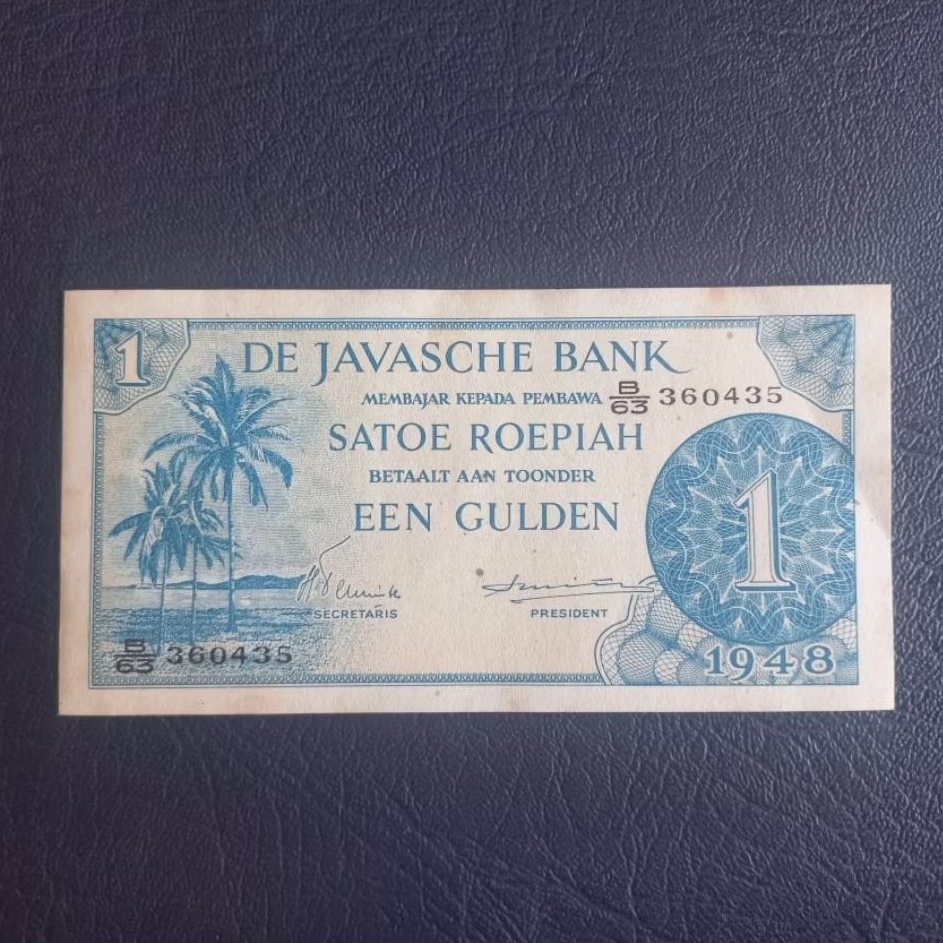 1
DE JAVASCHE BANK
MEMBAJAR KEPADA PEMBAWA B/63 360435
SATOE ROEPIAH
BETAALT AAN TOONDER
EEN GULDEN
1
SECRETARIS PRESIDENT
B/63 360435
1948